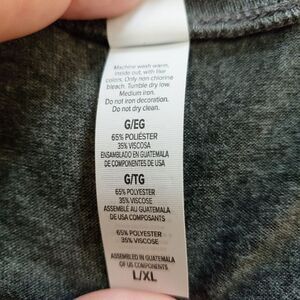 Machine wash warm,
inside out, with like
colors. Only non chlorine
bleach. Tumble dry low.
Medium iron.
Do not iron decoration.
Do not dry clean.
G/EG
65% POLIÉSTER
35% VISCOSA
ENSAMBLADO EN GUATEMALA
DE COMPONENTES DE USA
G/TG
65% POLYESTER
35% VISCOSE
ASSEMBLÉ AU GUATEMALA
DE USA COMPOSANTS
65% POLYESTER
35% VISCOSE
ASSEMBLED IN GUATEMALA
OF US COMPONENTS
L/XL